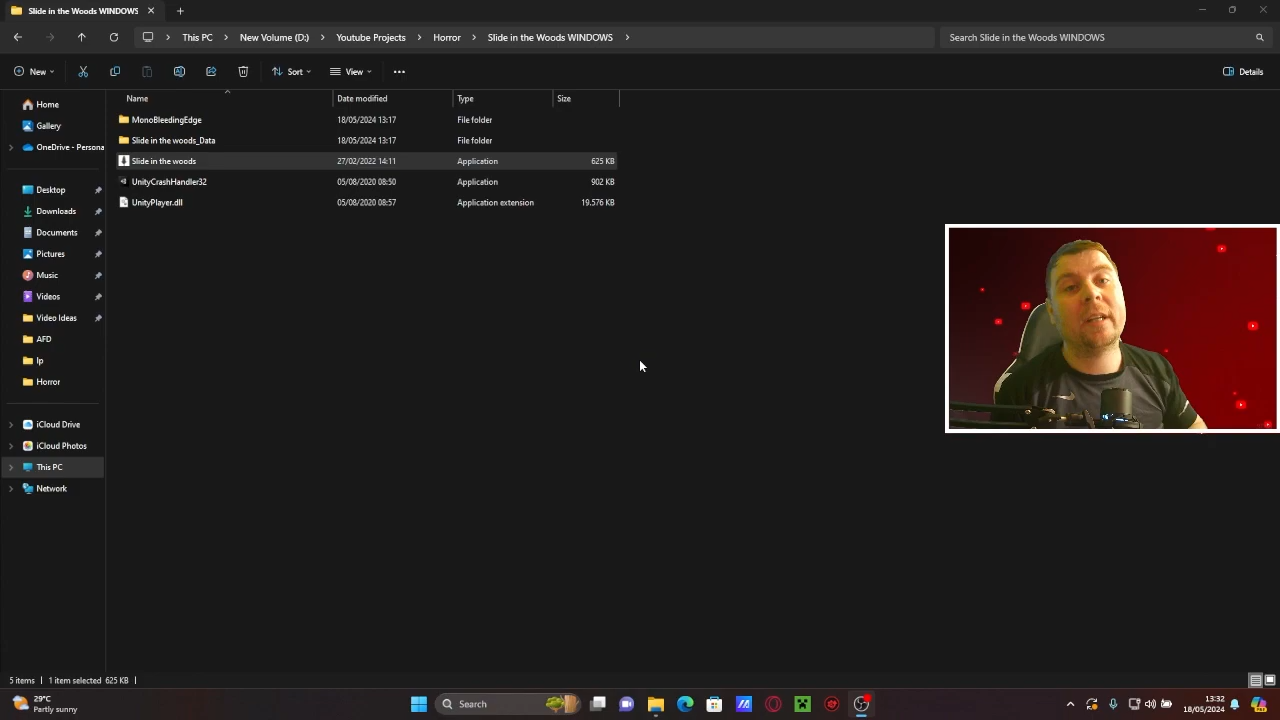 Slide in the Woods WINDOWS
This PC > New Volume (D:) > Youtube Projects > Horror > Slide in the Woods WINDOWS >
Search Slide in the Woods WINDOWS
New
Sort
View
Details
Name
Date modified
Type
Size
MonoBleedingEdge 18/05/2024 13:17 File folder
Slide in the woods_Data 18/05/2024 13:17 File folder
Slide in the woods 27/02/2022 14:11 Application 625 KB
UnityCrashHandler32 05/08/2020 08:50 Application 902 KB
UnityPlayer.dll 05/08/2020 08:57 Application extension 19.576 KB
Home
Gallery
OneDrive - Persona
Desktop
Downloads
Documents
Pictures
Music
Videos
Video Ideas
AFD
lp
Horror
iCloud Drive
iCloud Photos
This PC
Network
5 items
1 item selected 625 KB
29°C
Partly sunny
Search
13:32
18/05/2024